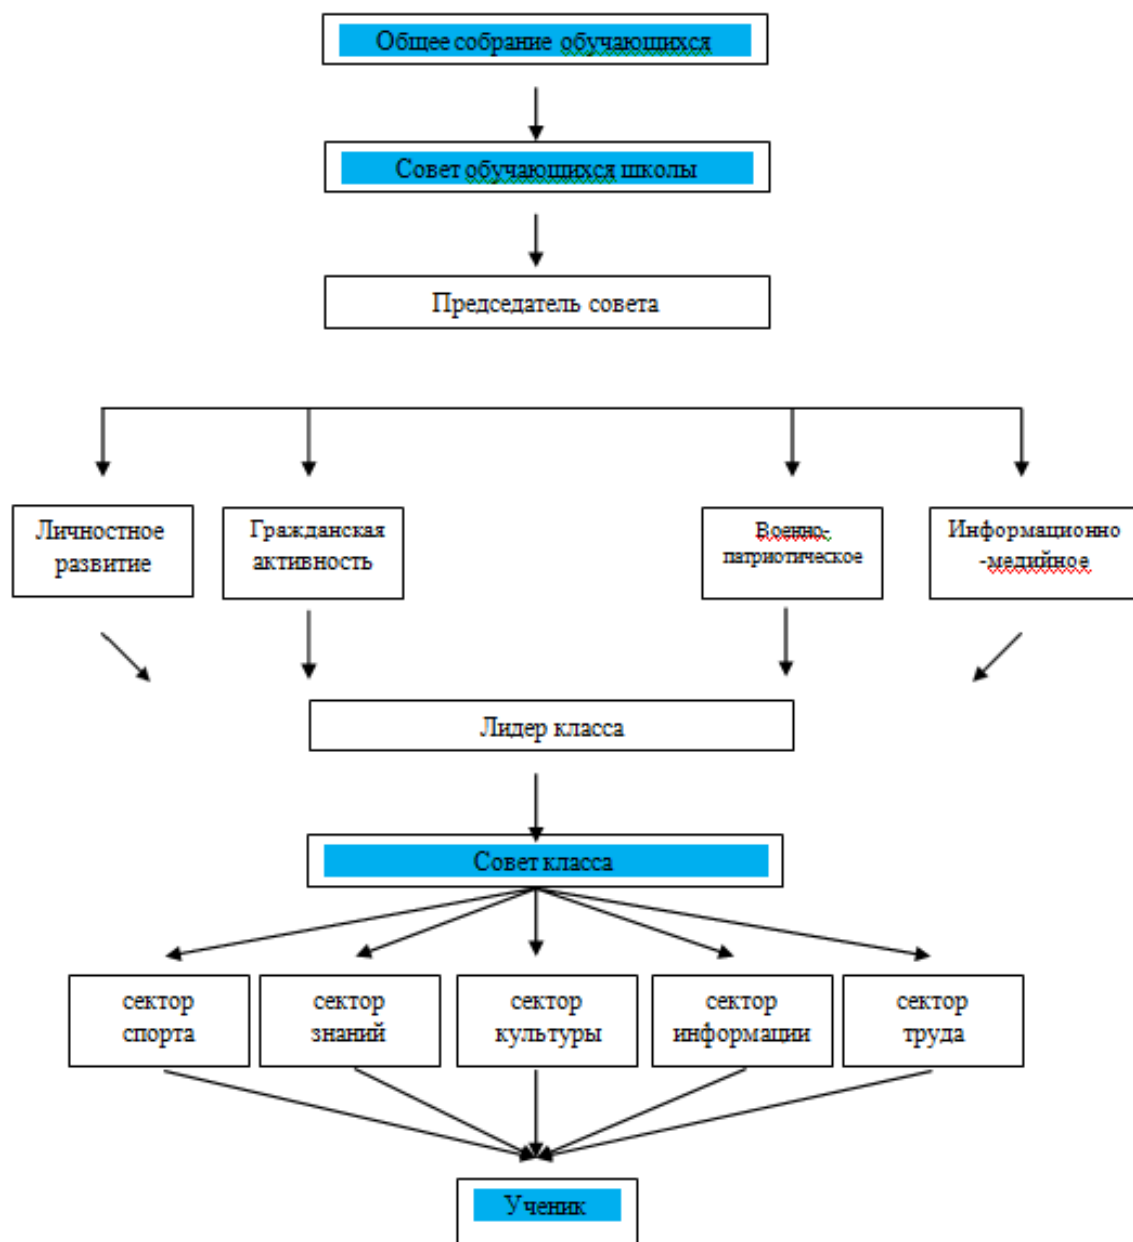 Общее собрание обучающихся
Совет обучающихся школы
Председатель совета
Личностное
развитие
Гражданская
активность
Военно-
патриотическое
Информационно
-медийное
Лидер класса
Совет класса
сектор
спорта
сектор
знаний
сектор
культуры
сектор
информации
сектор
труда
Ученик